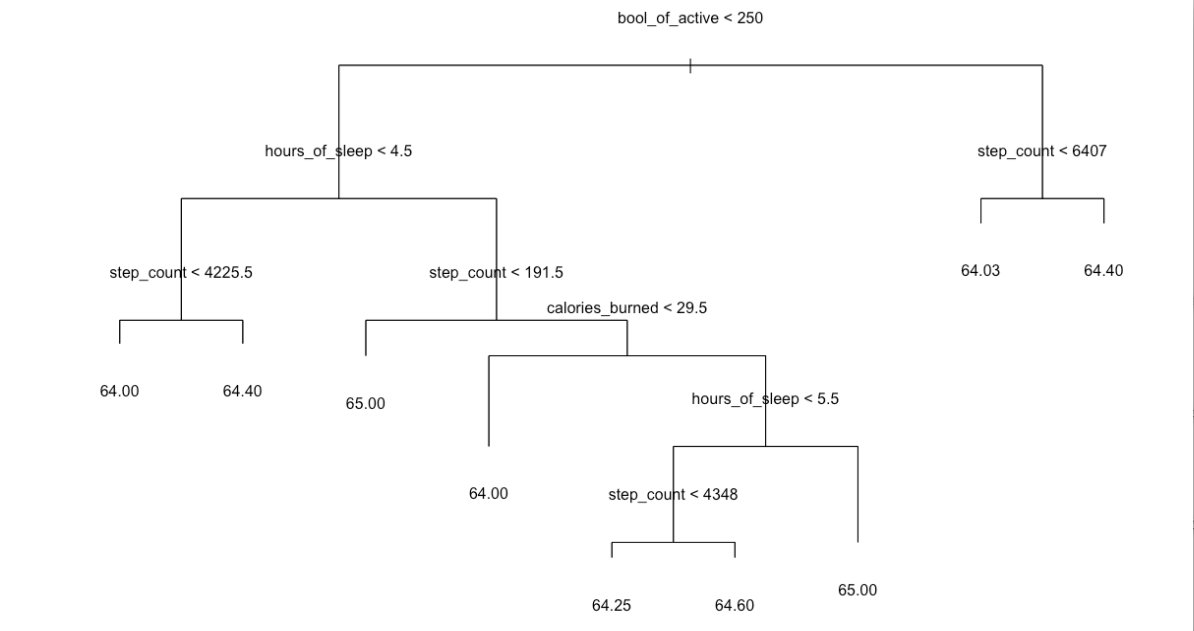 bool_of_active < 250
hours_of_sleep < 4.5
step_count < 6407
step_count < 4225.5
step_count < 191.5
64.03
64.40
calories_burned < 29.5
64.00
64.40
65.00
hours_of_sleep < 5.5
64.00
step_count < 4348
65.00
64.25
64.60